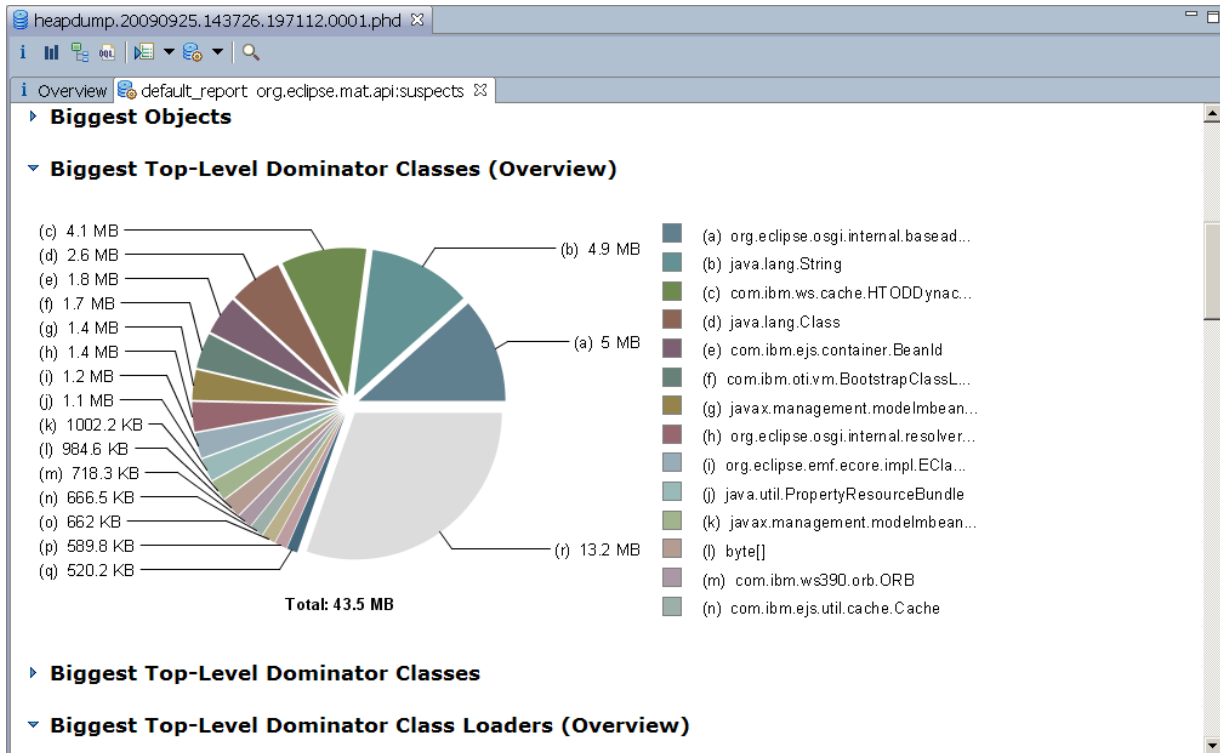 heapdump.20090925.143726.197112.0001.phd
i Overview default_report org.eclipse.mat.api:suspects
Biggest Objects
Biggest Top-Level Dominator Classes (Overview)
(c) 4.1 MB
(d) 2.6 MB
(e) 1.8 MB
(f) 1.7 MB
(g) 1.4 MB
(h) 1.4 MB
(i) 1.2 MB
(j) 1.1 MB
(k) 1002.2 KB
(l) 984.6 KB
(m) 718.3 KB
(n) 666.5 KB
(o) 662 KB
(p) 589.8 KB
(q) 520.2 KB
(b) 4.9 MB
(a) 5 MB
(r) 13.2 MB
Total: 43.5 MB
(a) org.eclipse.osgi.internal.basead...
(b) java.lang.String
(c) com.ibm.ws.cache.HTODDynac...
(d) java.lang.Class
(e) com.ibm.ejs.container.BeanId
(f) com.ibm.oti.vm.BootstrapClassL...
(g) javax.management.modelmbean...
(h) org.eclipse.osgi.internal.resolver...
(i) org.eclipse.emf.ecore.impl.ECla...
(j) java.util.PropertyResourceBundle
(k) javax.management.modelmbean...
(l) byte[]
(m) com.ibm.ws390.orb.ORB
(n) com.ibm.ejs.util.cache.Cache
Biggest Top-Level Dominator Classes
Biggest Top-Level Dominator Class Loaders (Overview)